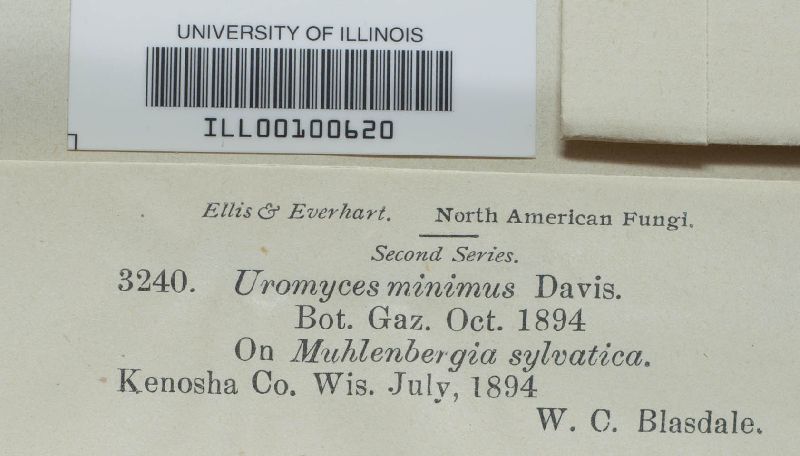 UNIVERSITY OF ILLINOIS
ILL00100620
Ellis & Everhart. North American Fungi.
Second Series.
3240. Uromyces minimus Davis.
Bot. Gaz. Oct. 1894
On Muhlenbergia sylvatica.
Kenosha Co. Wis. July, 1894
W. C. Blasdale.